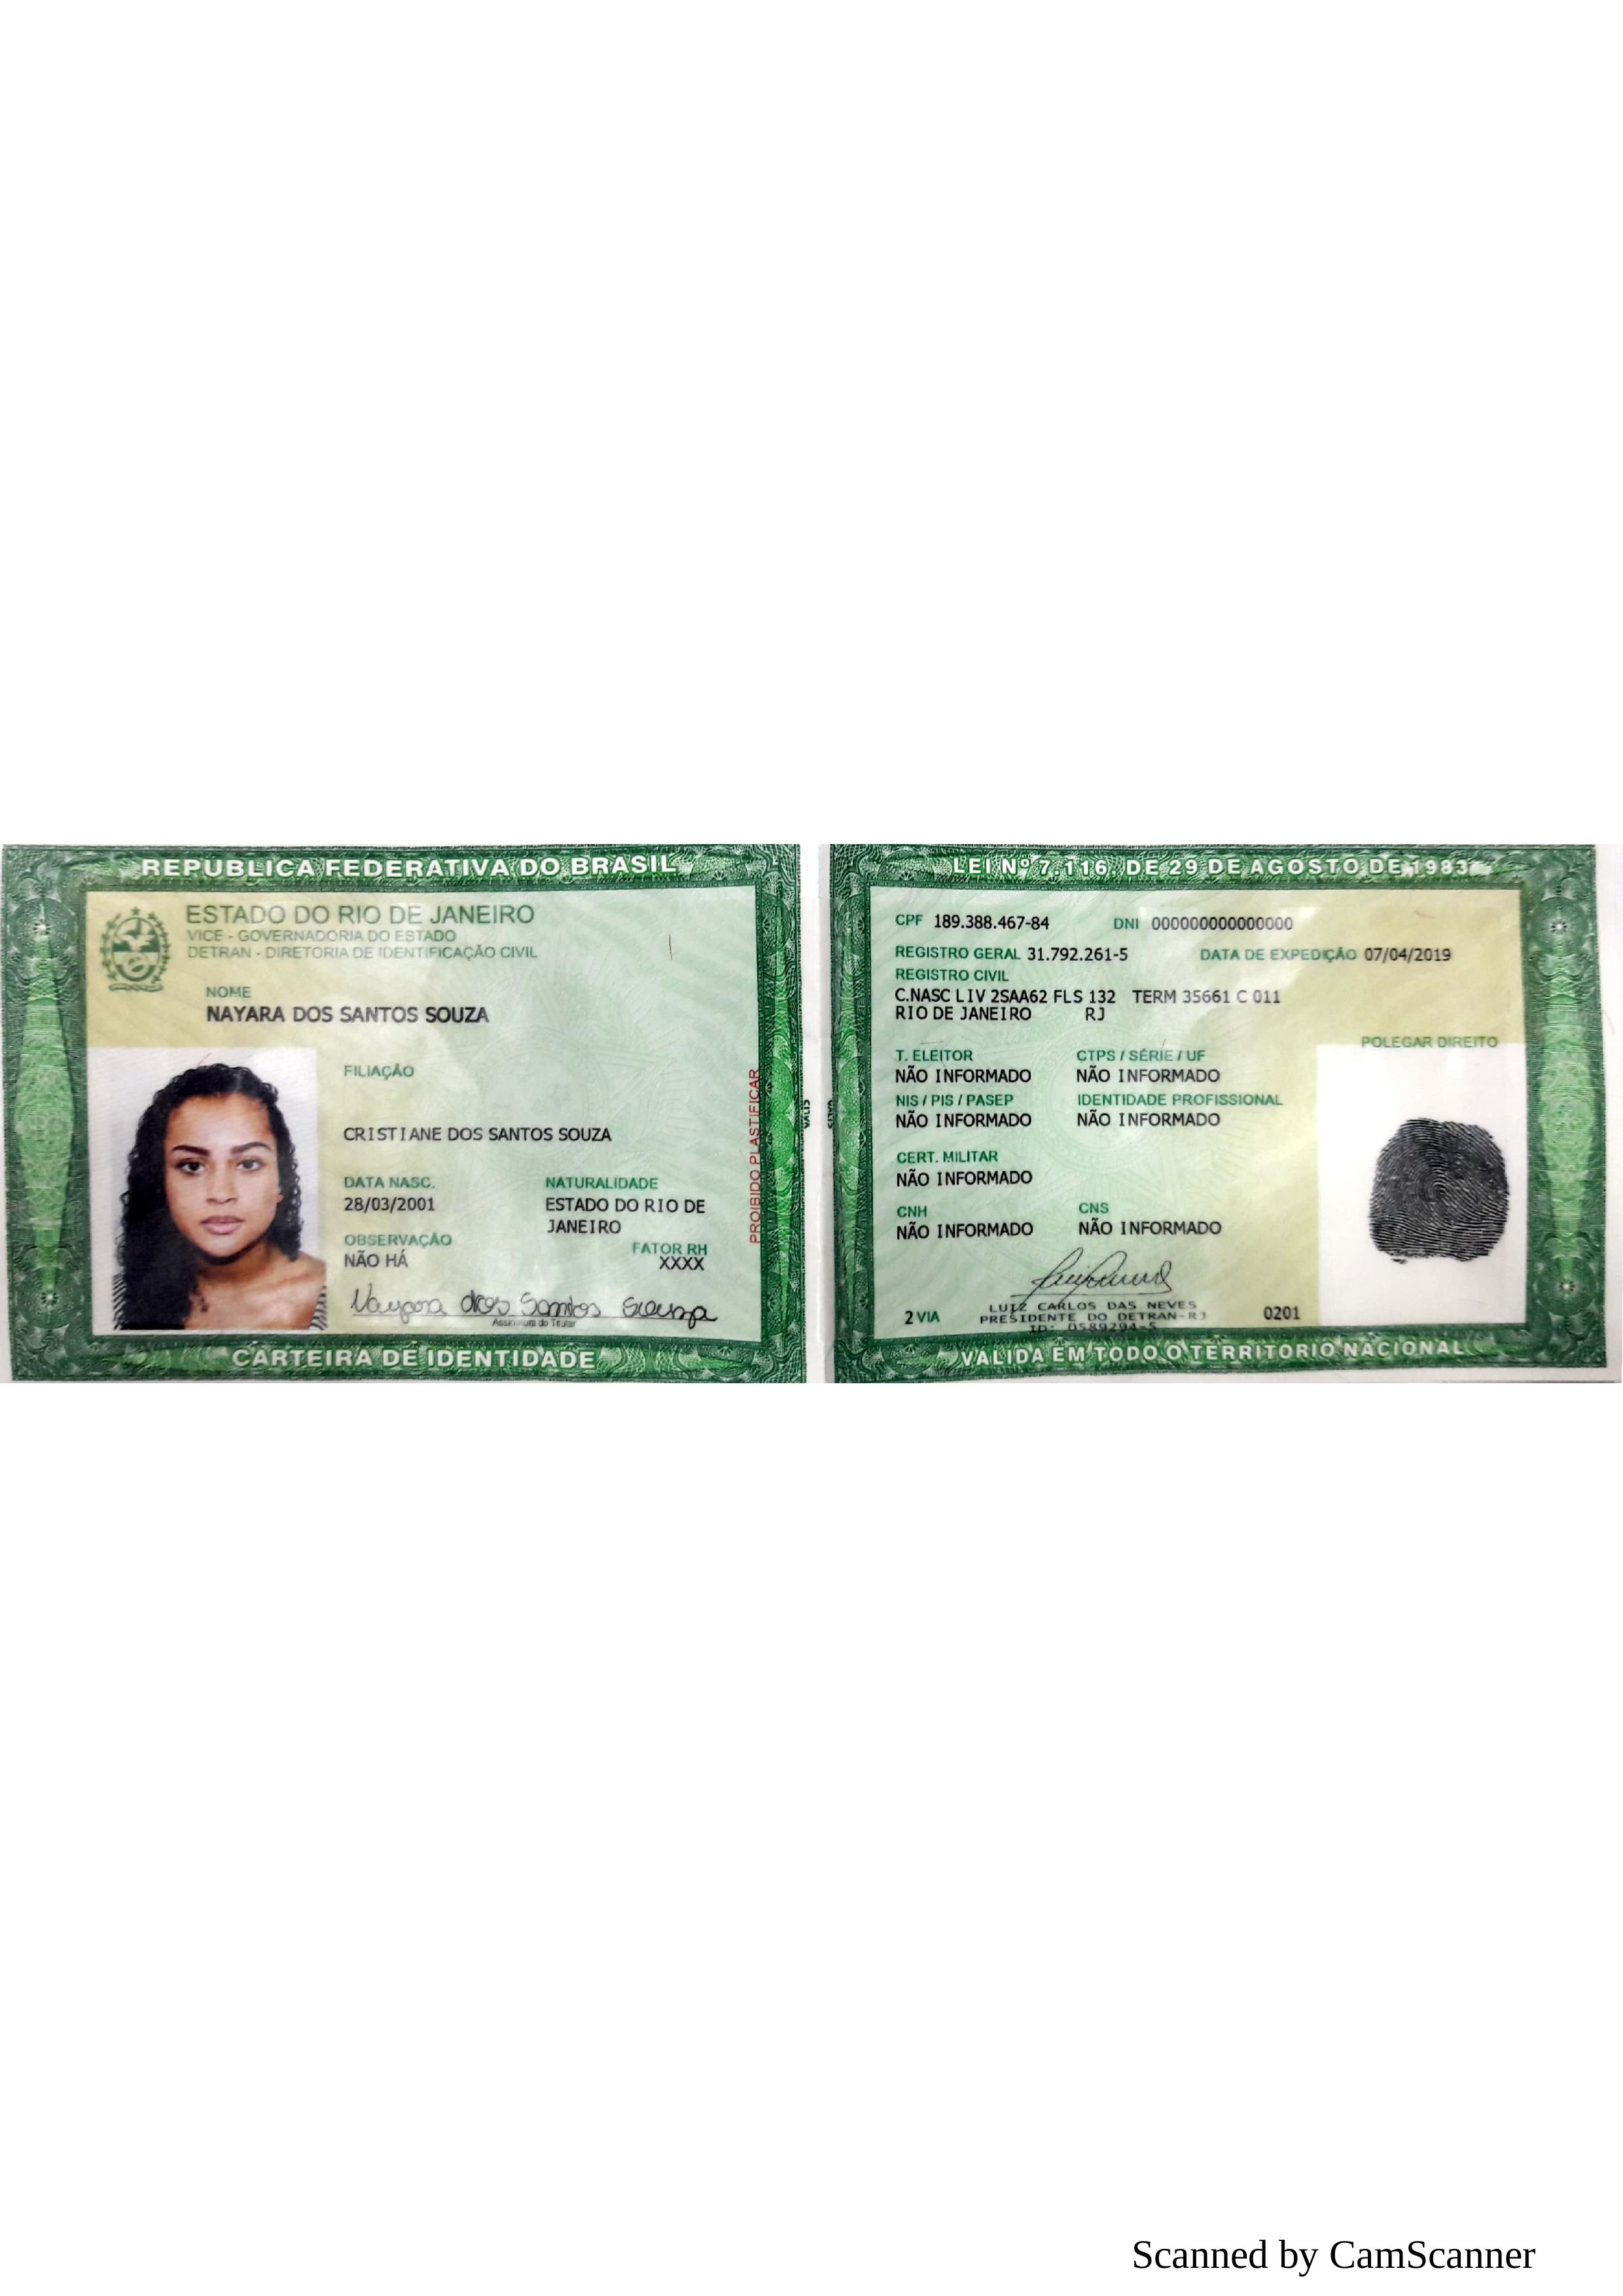 REPUBLICA FEDERATIVA DO BRASIL
ESTADO DO RIO DE JANEIRO
VICE - GOVERNADORIA DO ESTADO
DETRAN - DIRETORIA DE IDENTIFICAÇÃO CIVIL
NOME
NAYARA DOS SANTOS SOUZA
FILIAÇÃO
CRISTIANE DOS SANTOS SOUZA
DATA NASC. NATURALIDADE
28/03/2001 ESTADO DO RIO DE
JANEIRO
OBSERVAÇÃO FATOR RH
NÃO HÁ XXXX
Nayara dos Santos Souza
Assinatura do Titular
PROIBIDO PLASTIFICAR
CARTEIRA DE IDENTIDADE
LEI Nº 7.116, DE 29 DE AGOSTO DE 1983
CPF 189.388.467-84 DNI 000000000000000
REGISTRO GERAL 31.792.261-5 DATA DE EXPEDIÇÃO 07/04/2019
REGISTRO CIVIL
C.NASC LIV 2SAA62 FLS 132 TERM 35661 C 011
RIO DE JANEIRO RJ
POLEGAR DIREITO
T. ELEITOR CTPS / SÉRIE / UF
NÃO INFORMADO NÃO INFORMADO
NIS / PIS / PASEP IDENTIDADE PROFISSIONAL
NÃO INFORMADO NÃO INFORMADO
CERT. MILITAR
NÃO INFORMADO
CNH CNS
NÃO INFORMADO NÃO INFORMADO
LUIZ CARLOS DAS NEVES
2 VIA PRESIDENTE DO DETRAN-RJ 0201
ID: 0589294-5
VALIDA EM TODO O TERRITORIO NACIONAL
Scanned by CamScanner